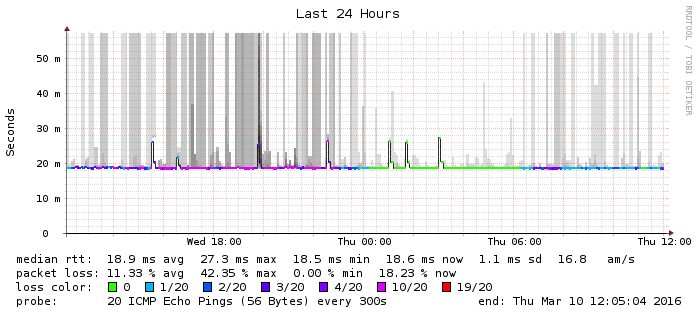 Last 24 Hours
RRDTOOL / TOBI OETIKER
Seconds
50 m
40 m
30 m
20 m
10 m
0
Wed 18:00 Thu 00:00 Thu 06:00 Thu 12:00
median rtt: 18.9 ms avg 27.3 ms max 18.5 ms min 18.6 ms now 1.1 ms sd 16.8 am/s
packet loss: 11.33 % avg 42.35 % max 0.00 % min 18.23 % now
loss color: 0 1/20 2/20 3/20 4/20 10/20 19/20
probe: 20 ICMP Echo Pings (56 Bytes) every 300s end: Thu Mar 10 12:05:04 2016